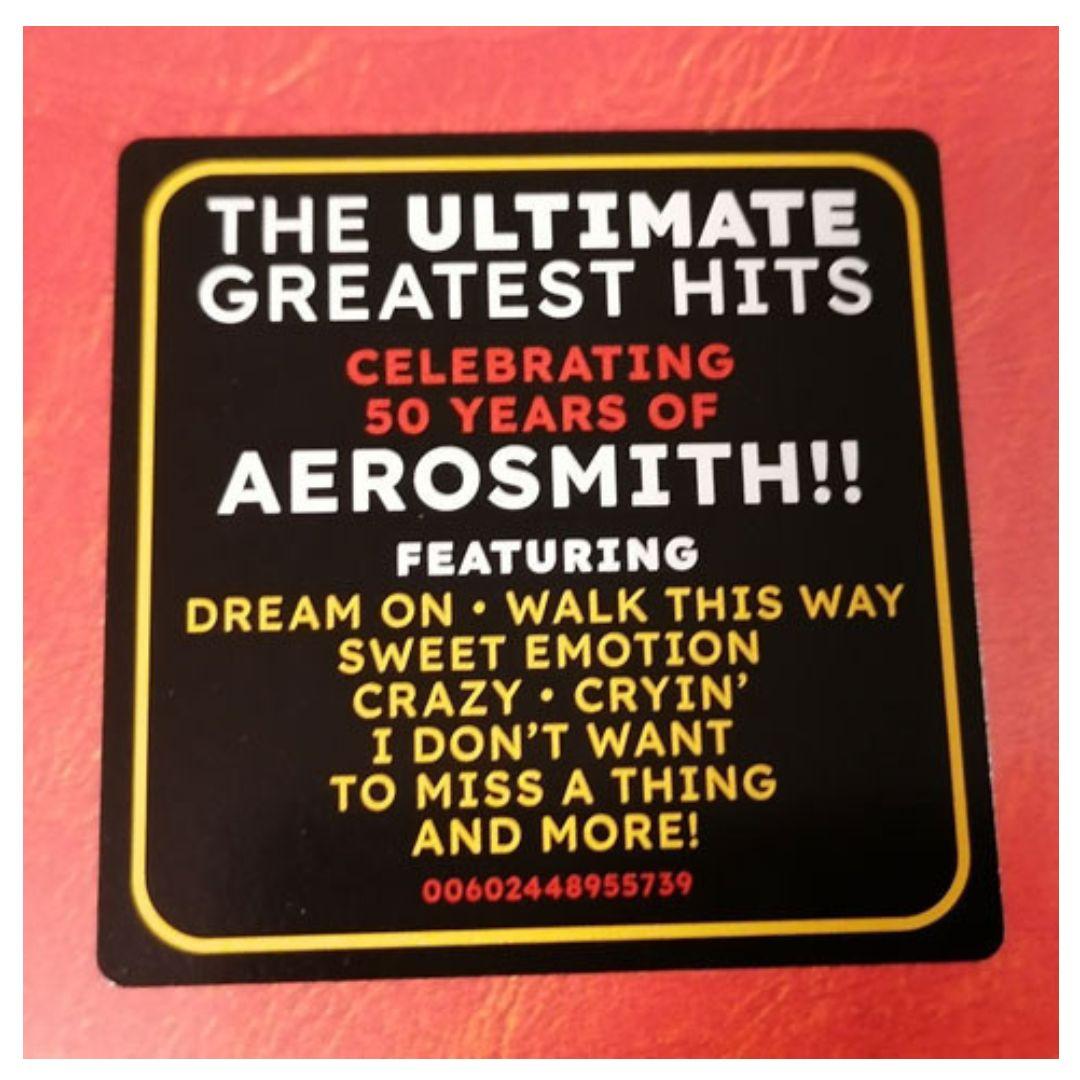 THE ULTIMATE
GREATEST HITS
CELEBRATING
50 YEARS OF
AEROSMITH!!
FEATURING
DREAM ON • WALK THIS WAY
SWEET EMOTION
CRAZY • CRYIN’
I DON’T WANT
TO MISS A THING
AND MORE!
00602448955739